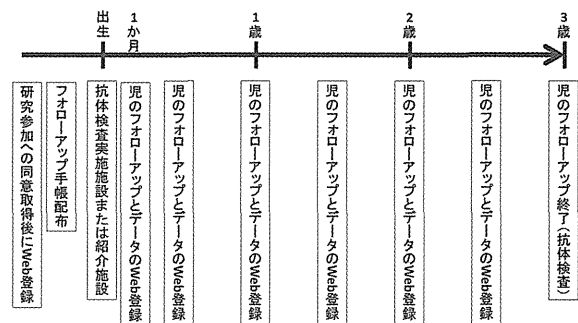 出生
1か月
1歳
2歳
3歳
研究参加への同意取得後にWeb登録
フォローアップ手帳配布
抗体検査実施施設または紹介施設
児のフォローアップとデータのWeb登録
児のフォローアップとデータのWeb登録
児のフォローアップとデータのWeb登録
児のフォローアップとデータのWeb登録
児のフォローアップとデータのWeb登録
児のフォローアップとデータのWeb登録
児のフォローアップ終了(抗体検査)